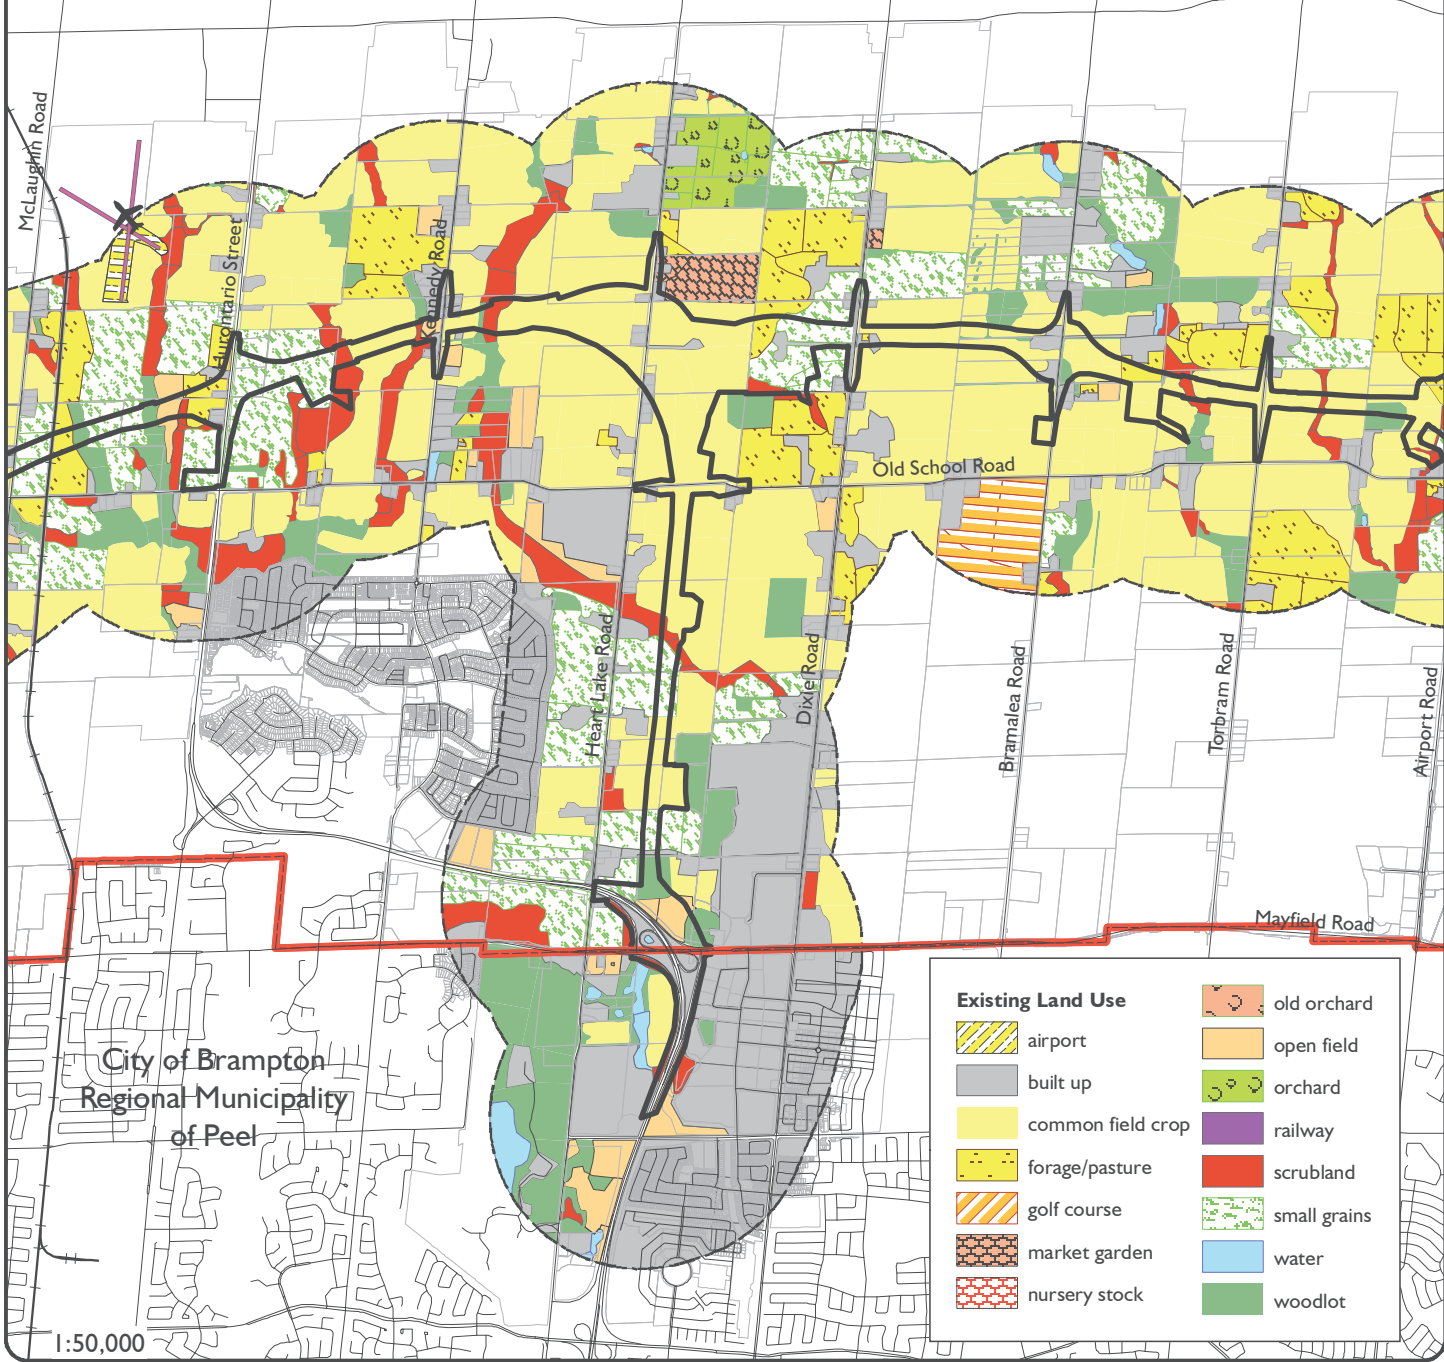 McLaughlin Road
Hurontario Street
Kennedy Road
Old School Road
Heart Lake Road
Dixie Road
Bramalea Road
Torbram Road
Airport Road
Mayfield Road
City of Brampton
Regional Municipality
of Peel
1:50,000
Existing Land Use
airport
built up
common field crop
forage/pasture
golf course
market garden
nursery stock
old orchard
open field
orchard
railway
scrubland
small grains
water
woodlot